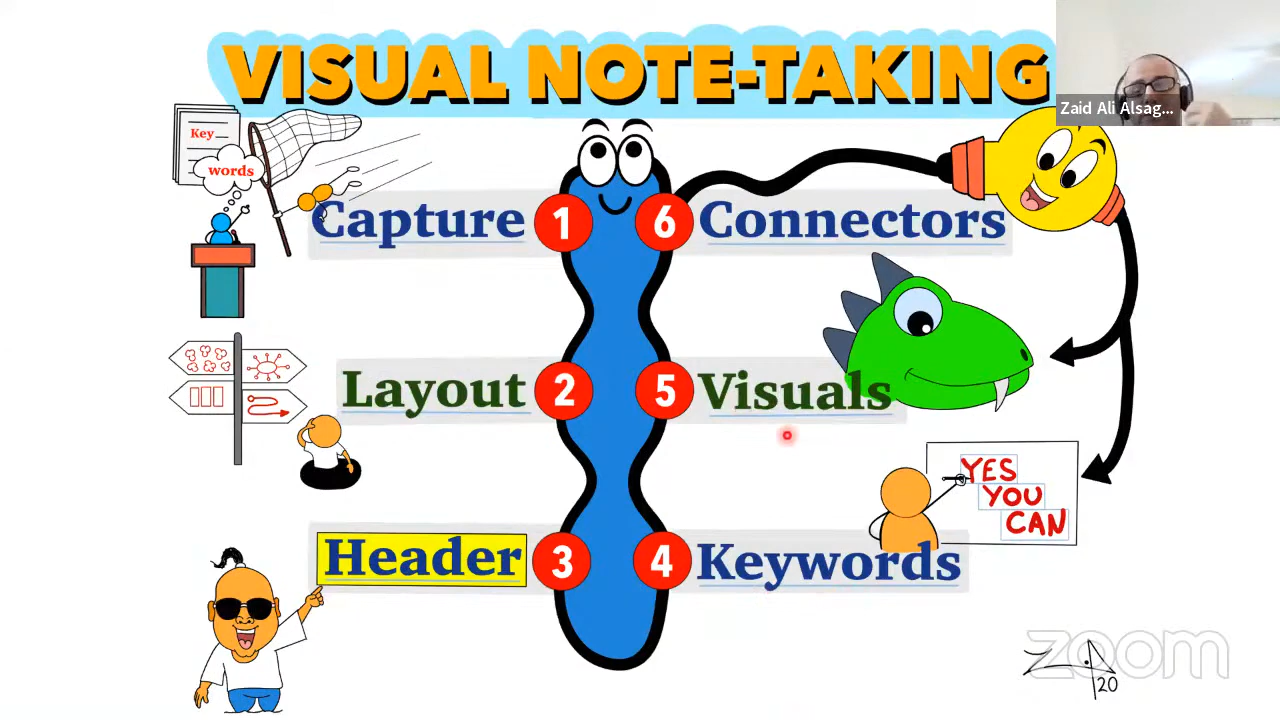 VISUAL NOTE-TAKING
Zaid Ali Alsag...
Key
words
Capture 1
6 Connectors
Layout 2
5 Visuals
YES
YOU
CAN
Header 3
4 Keywords
zoom
20